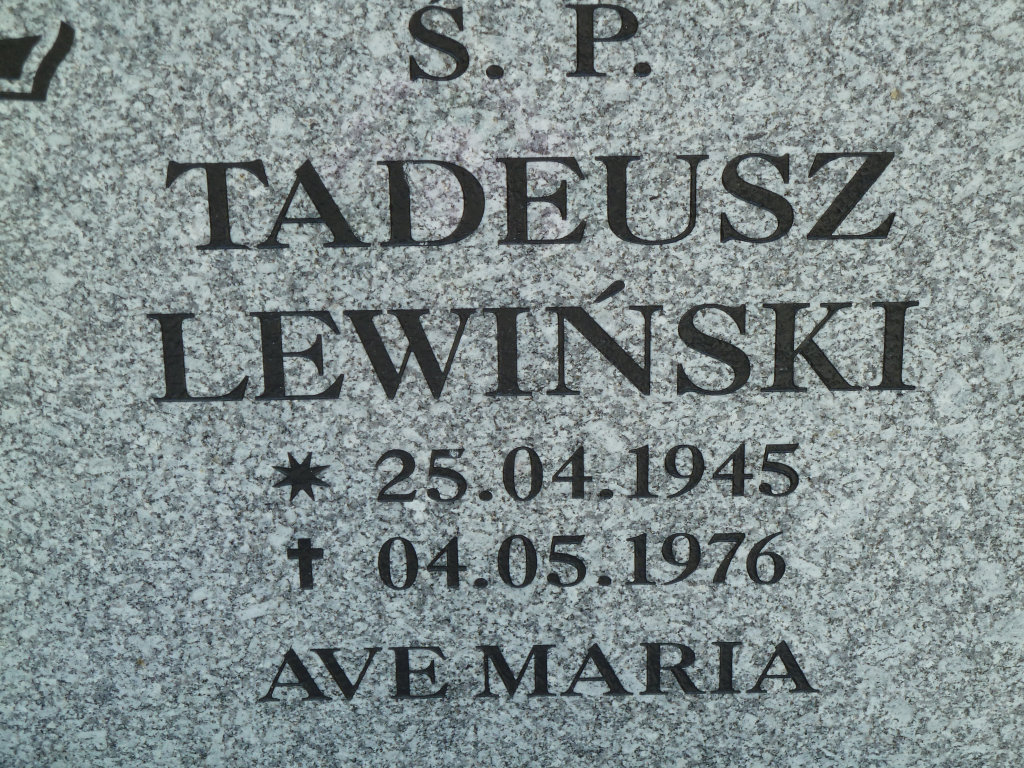 Ś. P.
TADEUSZ
LEWIŃSKI
✷ 25.04.1945
✝ 04.05.1976
AVE MARIA